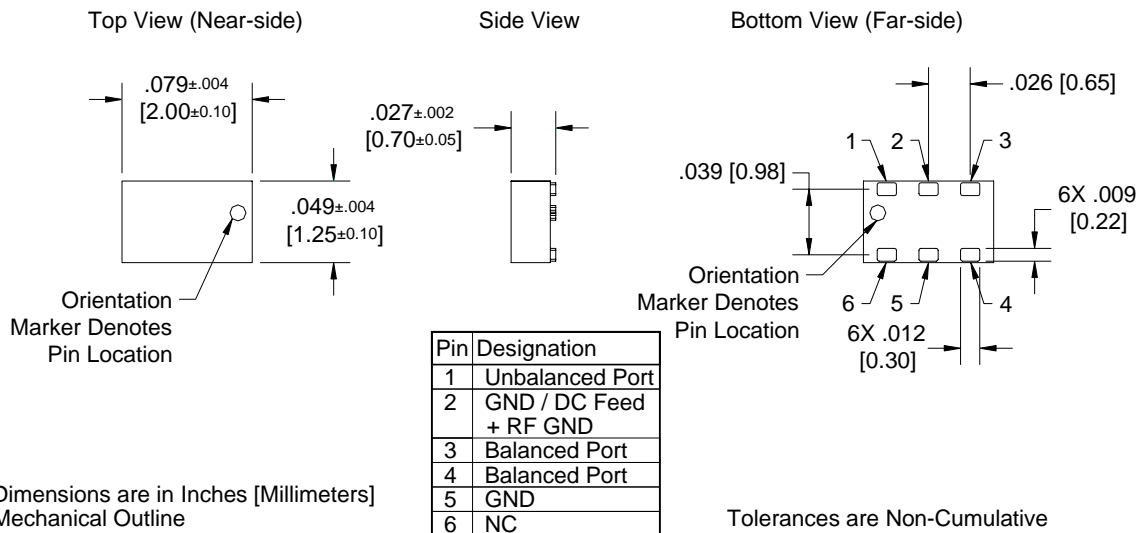 Top View (Near-side)
Side View
Bottom View (Far-side)
.079±.004
[2.00±0.10]
.027±.002
[0.70±0.05]
.026 [0.65]
1
2
3
.039 [0.98]
6X .009
[0.22]
.049±.004
[1.25±0.10]
Orientation
Marker Denotes
Pin Location
Orientation
Marker Denotes
Pin Location
6
5
4
6X .012
[0.30]
Pin Designation
1 Unbalanced Port
2 GND / DC Feed
+ RF GND
3 Balanced Port
4 Balanced Port
5 GND
6 NC
Dimensions are in Inches [Millimeters]
Mechanical Outline
Tolerances are Non-Cumulative